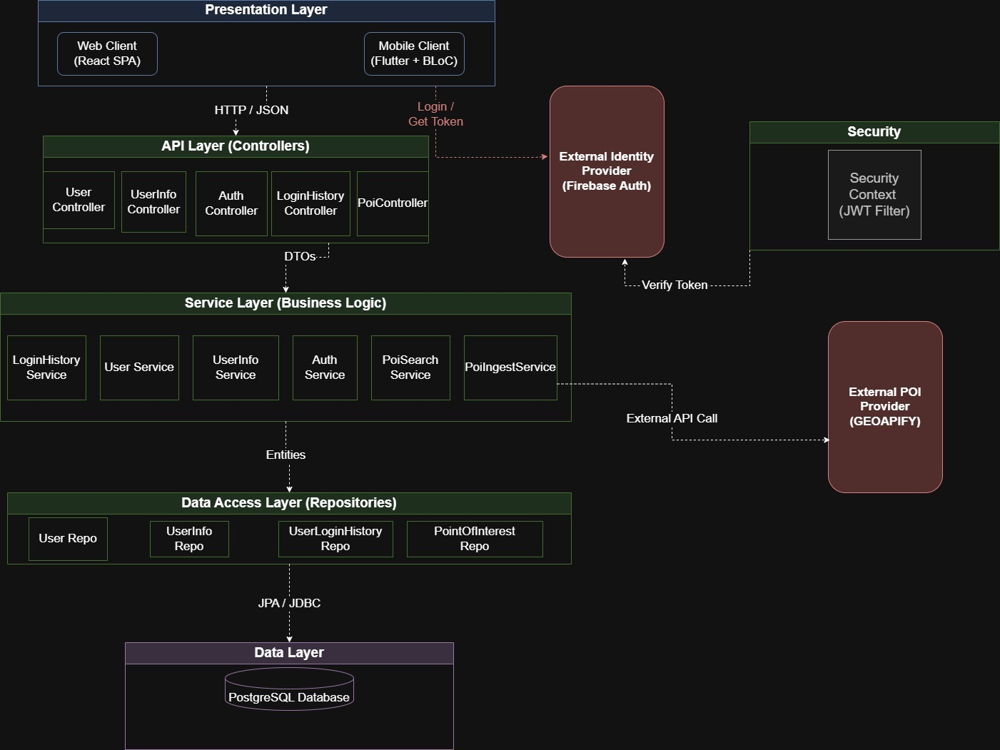 Presentation Layer
Web Client
(React SPA)
Mobile Client
(Flutter + BLoC)
HTTP / JSON
Login /
Get Token
API Layer (Controllers)
User
Controller
UserInfo
Controller
Auth
Controller
LoginHistory
Controller
PoiController
External Identity
Provider
(Firebase Auth)
Security
Security
Context
(JWT Filter)
DTOs
Verify Token
Service Layer (Business Logic)
LoginHistory
Service
User Service
UserInfo
Service
Auth
Service
PoiSearch
Service
PoiIngestService
External API Call
External POI
Provider
(GEOAPIFY)
Entities
Data Access Layer (Repositories)
User Repo
UserInfo
Repo
UserLoginHistory
Repo
PointOfInterest
Repo
JPA / JDBC
Data Layer
PostgreSQL Database